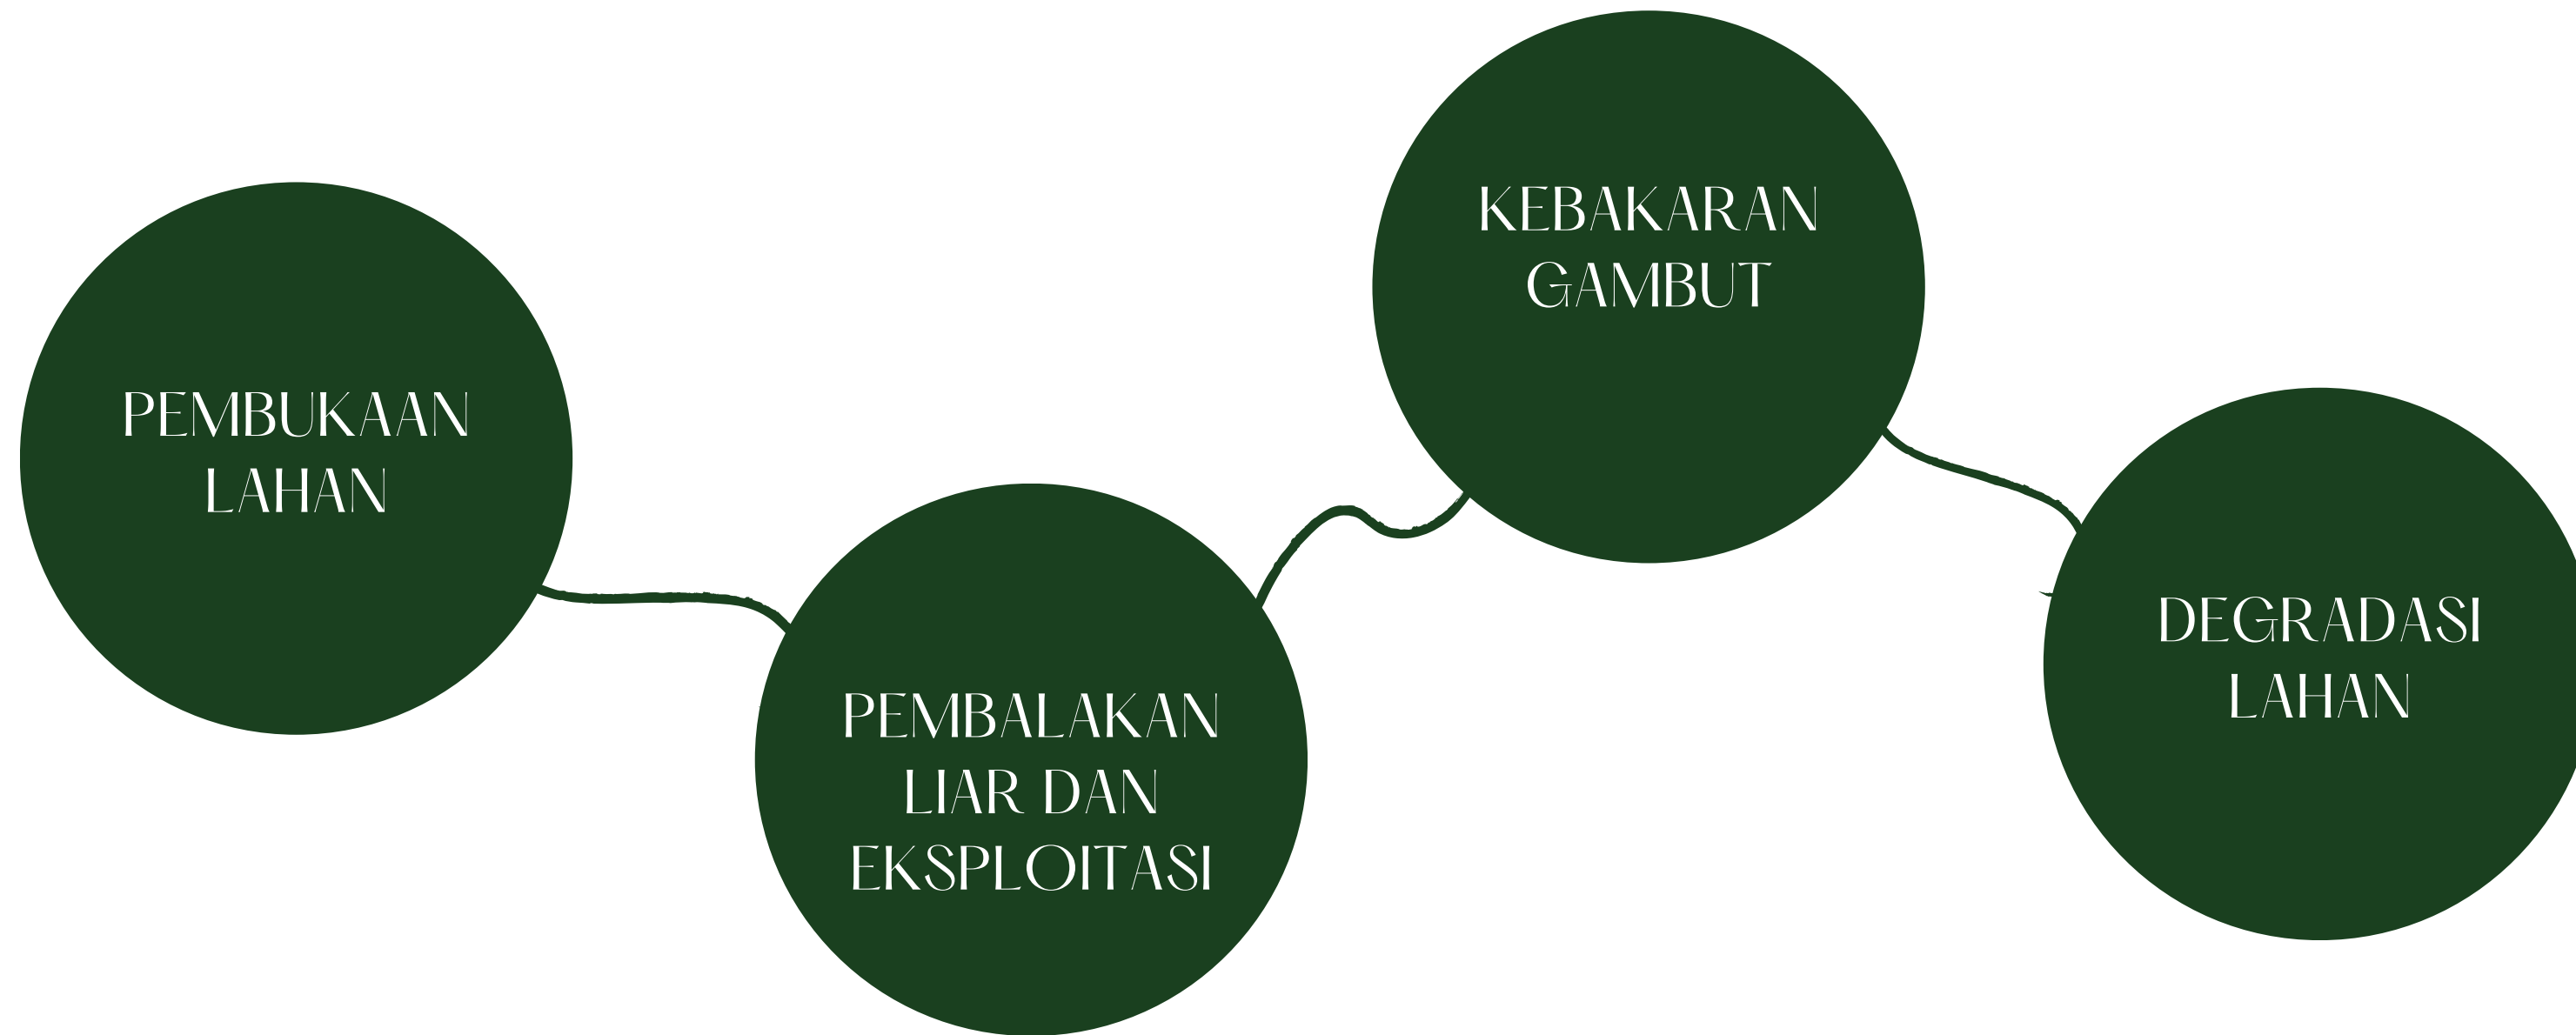 PEMBUKAAN
LAHAN
PEMBALAKAN
LIAR DAN
EKSPLOITASI
KEBAKARAN
GAMBUT
DEGRADASI
LAHAN